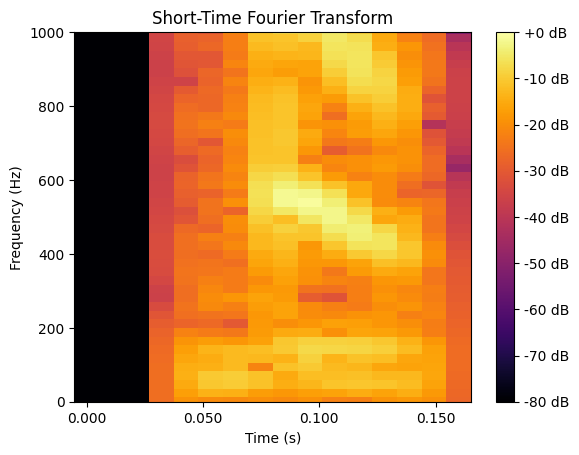 Short-Time Fourier Transform
Frequency (Hz)
1000
800
600
400
200
0
0.000
0.050
0.100
0.150
Time (s)
+0 dB
-10 dB
-20 dB
-30 dB
-40 dB
-50 dB
-60 dB
-70 dB
-80 dB